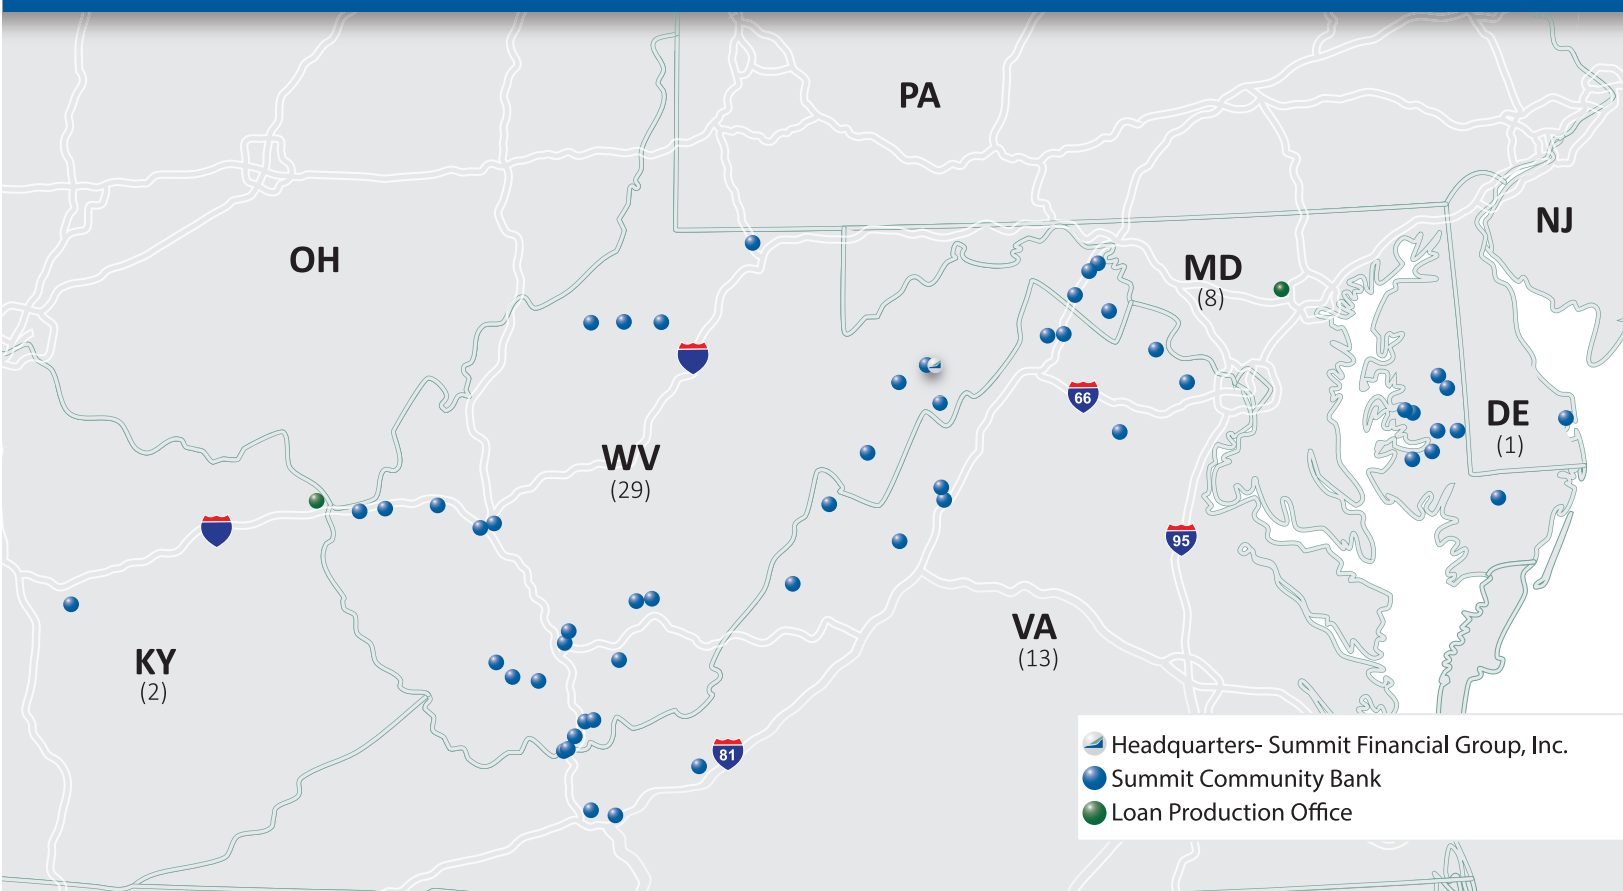 PA
NJ
OH
MD
(8)
66
DE
(1)
WV
(29)
95
VA
(13)
KY
(2)
81
Headquarters- Summit Financial Group, Inc.
Summit Community Bank
Loan Production Office